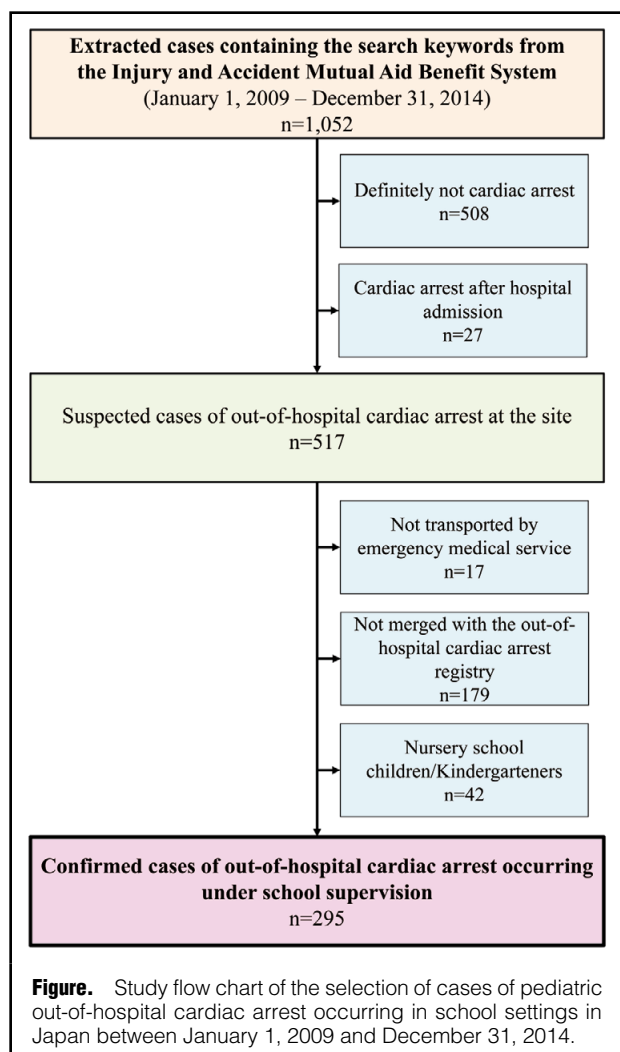 Extracted cases containing the search keywords from
the Injury and Accident Mutual Aid Benefit System
(January 1, 2009 – December 31, 2014)
n=1,052
Definitely not cardiac arrest
n=508
Cardiac arrest after hospital
admission
n=27
Suspected cases of out-of-hospital cardiac arrest at the site
n=517
Not transported by
emergency medical service
n=17
Not merged with the out-of-
hospital cardiac arrest
registry
n=179
Nursery school
children/Kindergarteners
n=42
Confirmed cases of out-of-hospital cardiac arrest occurring
under school supervision
n=295
Figure. Study flow chart of the selection of cases of pediatric
out-of-hospital cardiac arrest occurring in school settings in
Japan between January 1, 2009 and December 31, 2014.